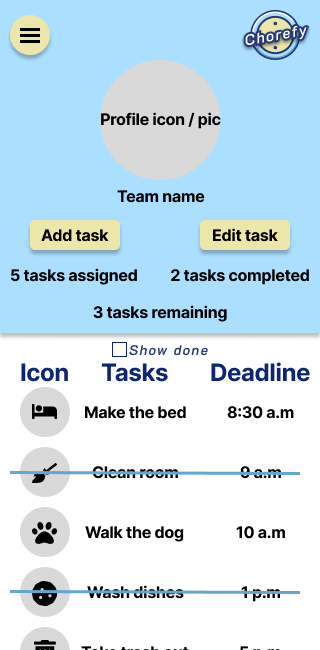 Chorefy
Profile icon / pic
Team name
Add task
Edit task
5 tasks assigned
2 tasks completed
3 tasks remaining
Show done
Icon Tasks Deadline
Make the bed 8:30 a.m
Clean room 9 a.m
Walk the dog 10 a.m
Wash dishes 1 p.m
Take trash out 5 p.m